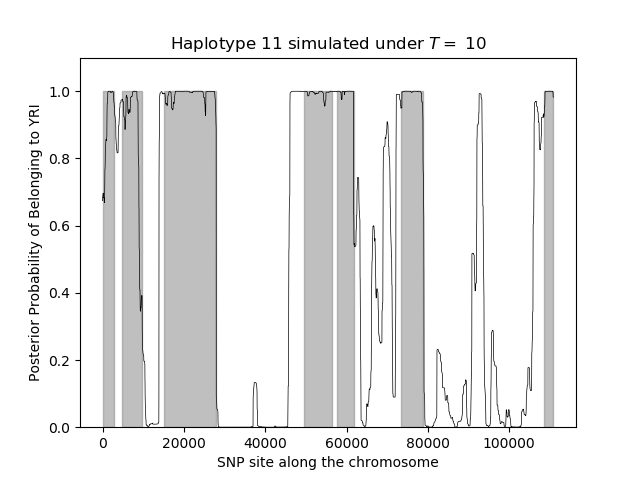 Haplotype 11 simulated under T = 10
Posterior Probability of Belonging to YRI
1.0
0.8
0.6
0.4
0.2
0.0
0 20000 40000 60000 80000 100000
SNP site along the chromosome